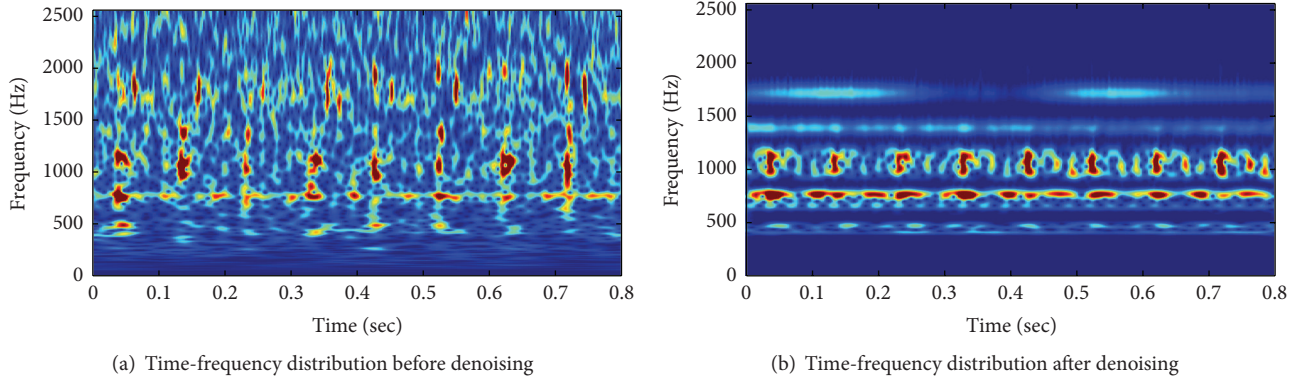 2500
2000
1500
1000
500
0
Frequency (Hz)
0 0.1 0.2 0.3 0.4 0.5 0.6 0.7 0.8
Time (sec)
(a) Time-frequency distribution before denoising
2500
2000
1500
1000
500
0
Frequency (Hz)
0 0.1 0.2 0.3 0.4 0.5 0.6 0.7 0.8
Time (sec)
(b) Time-frequency distribution after denoising